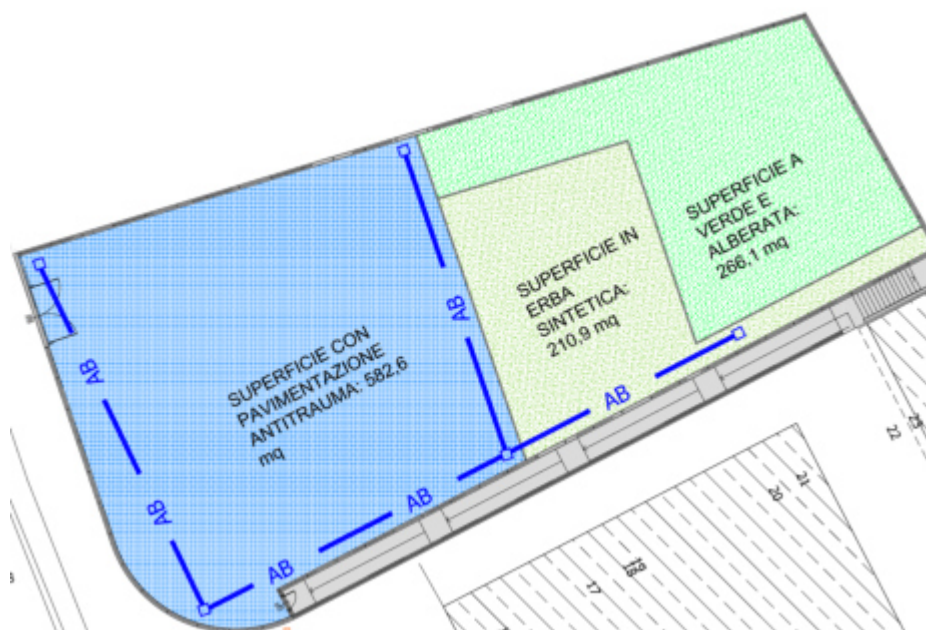 SUPERFICIE A
VERDE E
ALBERATA:
266,1 mq
SUPERFICIE IN
ERBA
SINTETICA:
210,9 mq
SUPERFICIE CON
PAVIMENTAZIONE
ANTITRAUMA: 582,6
mq
AB
AB
AB
AB
AB
AB
22
23
21
20
19
18
17